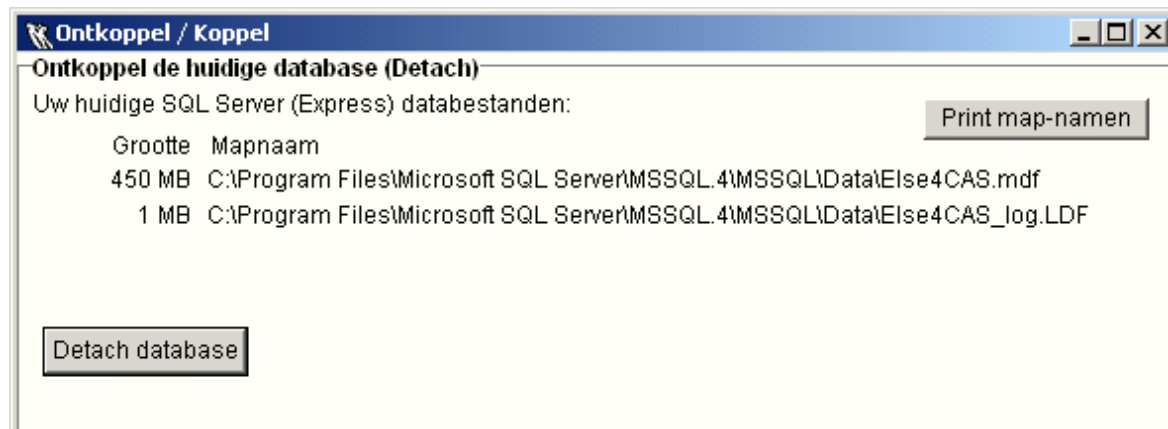 Ontkoppel / Koppel
Ontkoppel de huidige database (Detach)
Uw huidige SQL Server (Express) databestanden:
Print map-namen
Grootte Mapnaam
450 MB C:\Program Files\Microsoft SQL Server\MSSQL.4\MSSQL\Data\Else4CAS.mdf
1 MB C:\Program Files\Microsoft SQL Server\MSSQL.4\MSSQL\Data\Else4CAS_log.LDF
Detach database